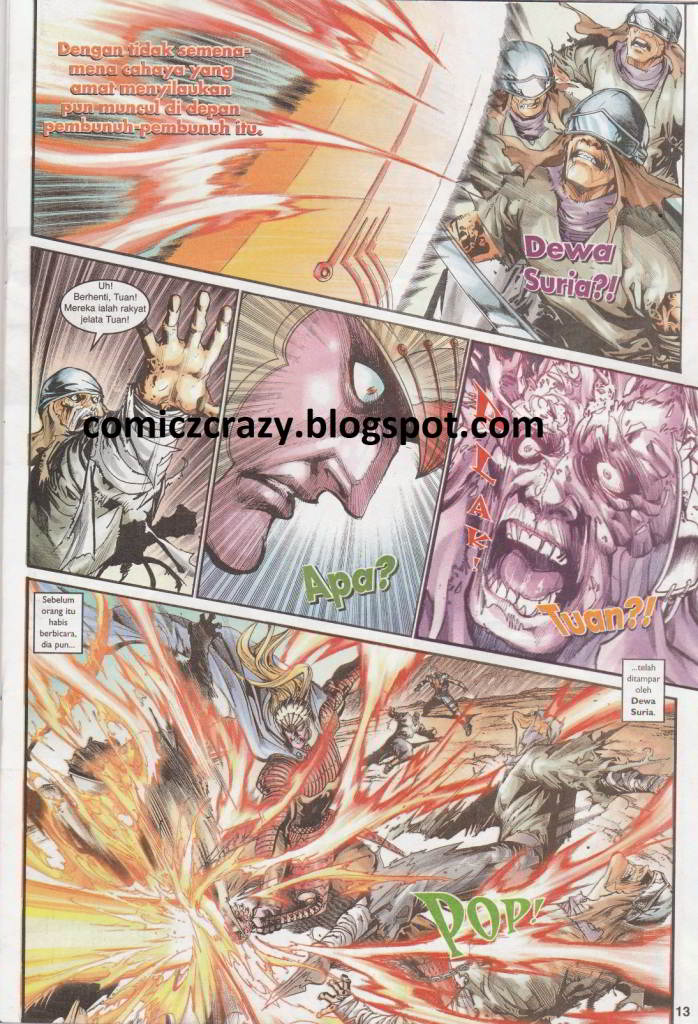 Dengan tidak semena-
mena cahaya yang
amat menyilaukan
pun muncul di depan
pembunuh-pembunuh itu.
Dewa
Suria?!
Uh!
Berhenti, Tuan!
Mereka ialah rakyat
jelata Tuan!
Apa?
Tuan?!
comiczcrazy.blogspot.com
Sebelum
orang itu
habis
berbicara,
dia pun...
...telah
ditampar
oleh
Dewa
Suria.
POP!
13